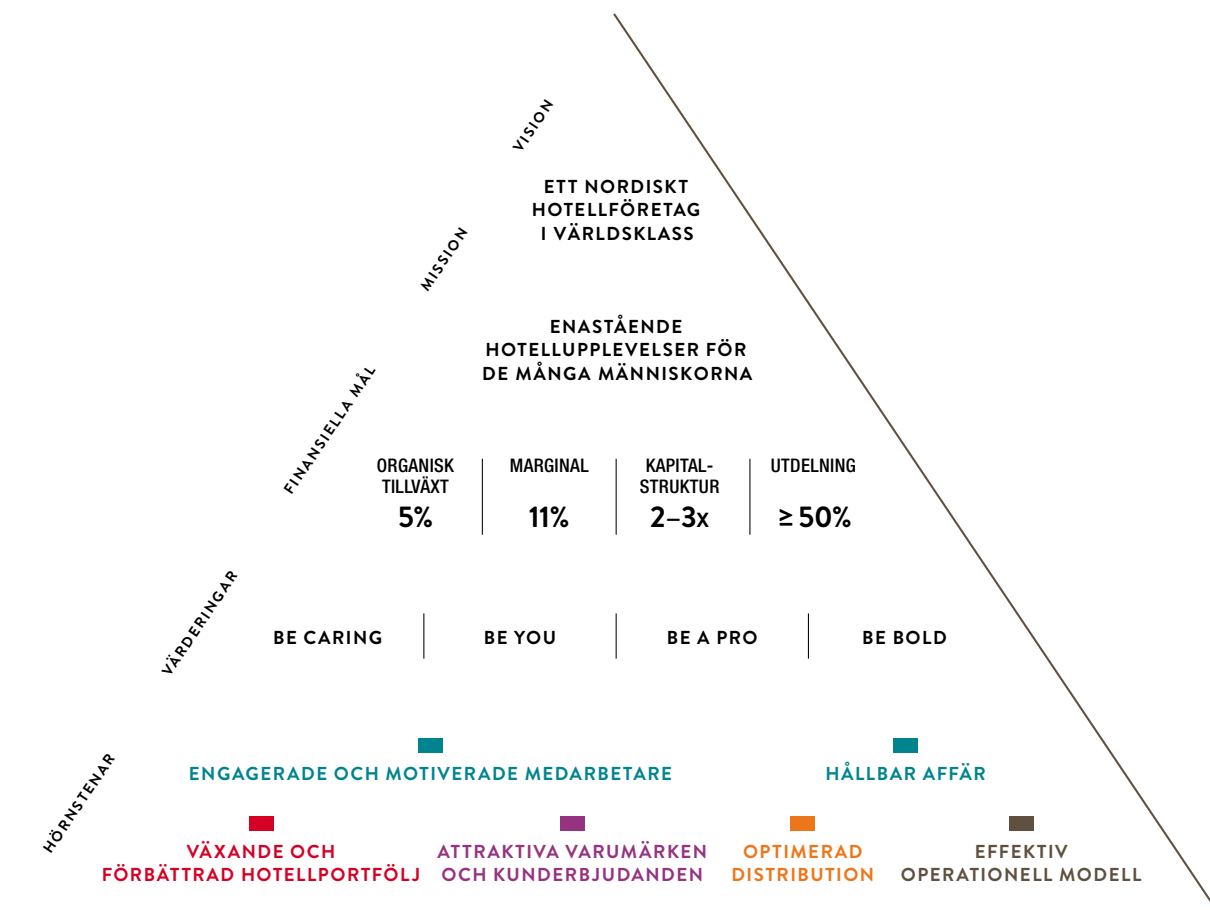 VISION
ETT NORDISKT
HOTELLFÖRETAG
I VÄRLDSKLASS
MISSION
ENASTÅENDE
HOTELLUPPLEVELSER FÖR
DE MÅNGA MÄNNISKORNA
FINANSIELLA MÅL
ORGANISK
TILLVÄXT
5%
MARGINAL
11%
KAPITAL-
STRUKTUR
2–3x
UTDELNING
≥ 50%
VÄRDERINGAR
BE CARING
BE YOU
BE A PRO
BE BOLD
HÖRNSTENAR
ENGAGERADE OCH MOTIVERADE MEDARBETARE
HÅLLBAR AFFÄR
VÄXANDE OCH
FÖRBÄTTRAD HOTELLPORTFÖLJ
ATTRAKTIVA VARUMÄRKEN
OCH KUNDERBJUDANDEN
OPTIMERAD
DISTRIBUTION
EFFEKTIV
OPERATIONELL MODELL